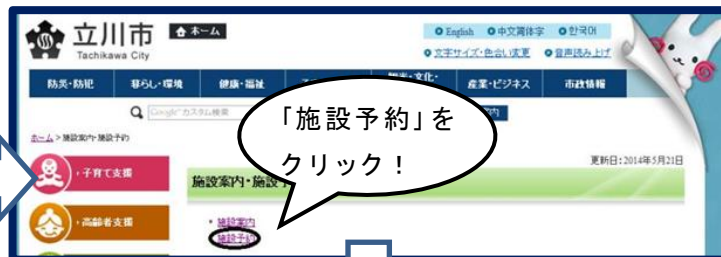 立川市
Tachikawa City
ホーム
English 中文簡体字 한국어
文字サイズ・色合い変更 音声読み上げ
防災・防犯 暮らし・環境 健康・福祉 産業・ビジネス 市政情報
Google カスタム検索
ホーム > 施設案内・施設予約
「施設予約」を
クリック！
更新日：2014年5月21日
・子育て支援
施設案内・施設
・高齢者支援
・施設案内
・施設予約